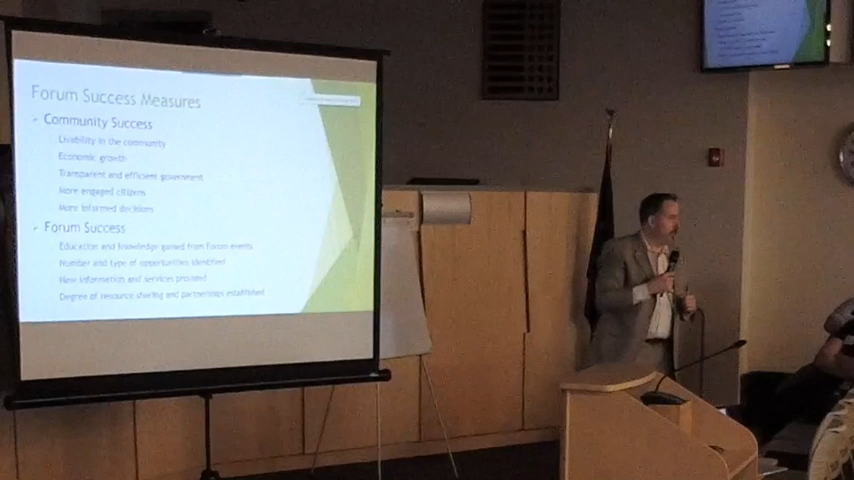 Forum Success Measures
Community Success
Livability in the community
Economic growth
Transparent and efficient government
More engaged citizens
More informed decisions
Forum Success
Education and knowledge gained from Forum events
Number and type of opportunities identified
New information and services provided
Degree of resource sharing and partnerships established